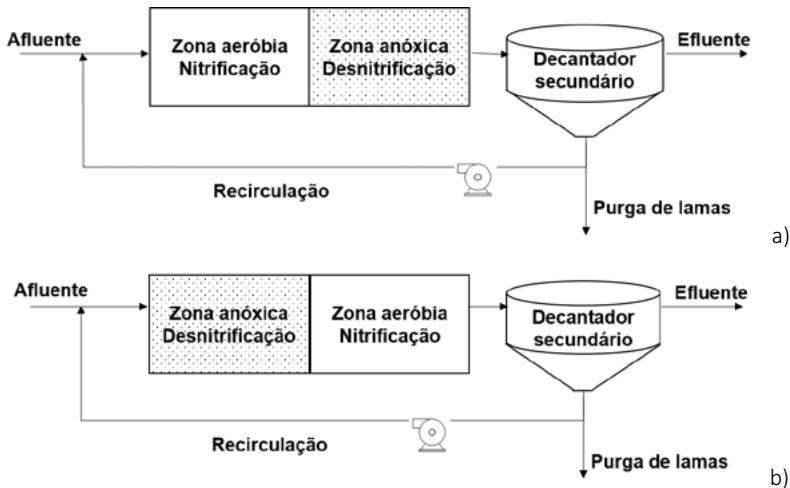 Afluente
Zona aeróbia
Nitrificação
Zona anóxica
Desnitrificação
Decantador
secundário
Efluente
Recirculação
Purga de lamas
a)
Afluente
Zona anóxica
Desnitrificação
Zona aeróbia
Nitrificação
Decantador
secundário
Efluente
Recirculação
Purga de lamas
b)